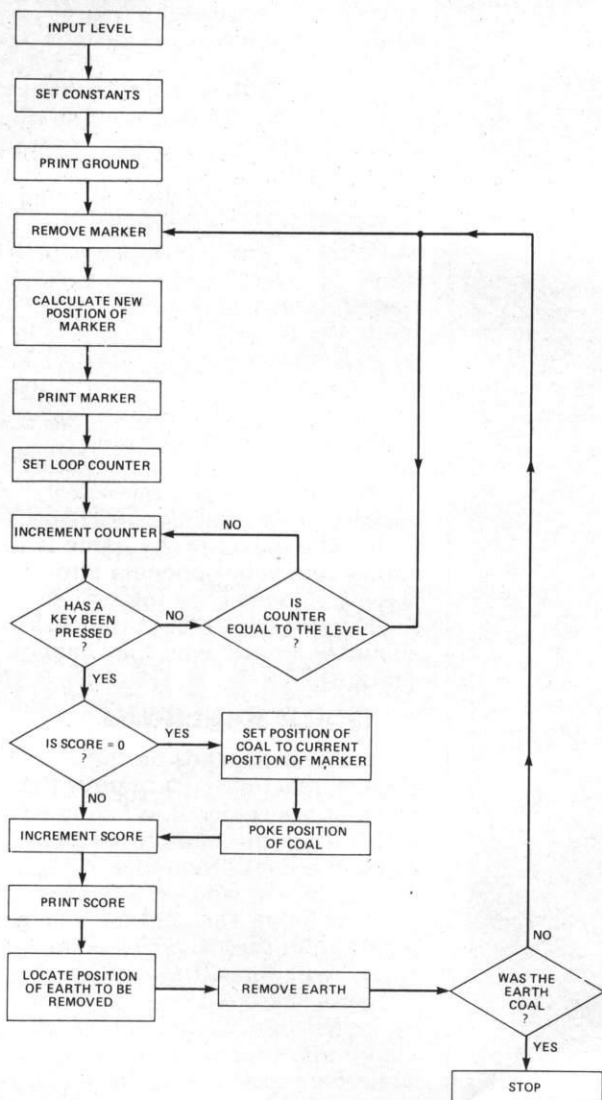 INPUT LEVEL
SET CONSTANTS
PRINT GROUND
REMOVE MARKER
CALCULATE NEW
POSITION OF
MARKER
PRINT MARKER
SET LOOP COUNTER
INCREMENT COUNTER
NO
HAS A
KEY BEEN
PRESSED
?
NO
IS
COUNTER
EQUAL TO THE LEVEL
?
YES
IS SCORE = 0
?
YES
SET POSITION OF
COAL TO CURRENT
POSITION OF MARKER
NO
POKE POSITION
OF COAL
INCREMENT SCORE
PRINT SCORE
LOCATE POSITION
OF EARTH TO BE
REMOVED
REMOVE EARTH
NO
WAS THE
EARTH
COAL
?
YES
STOP